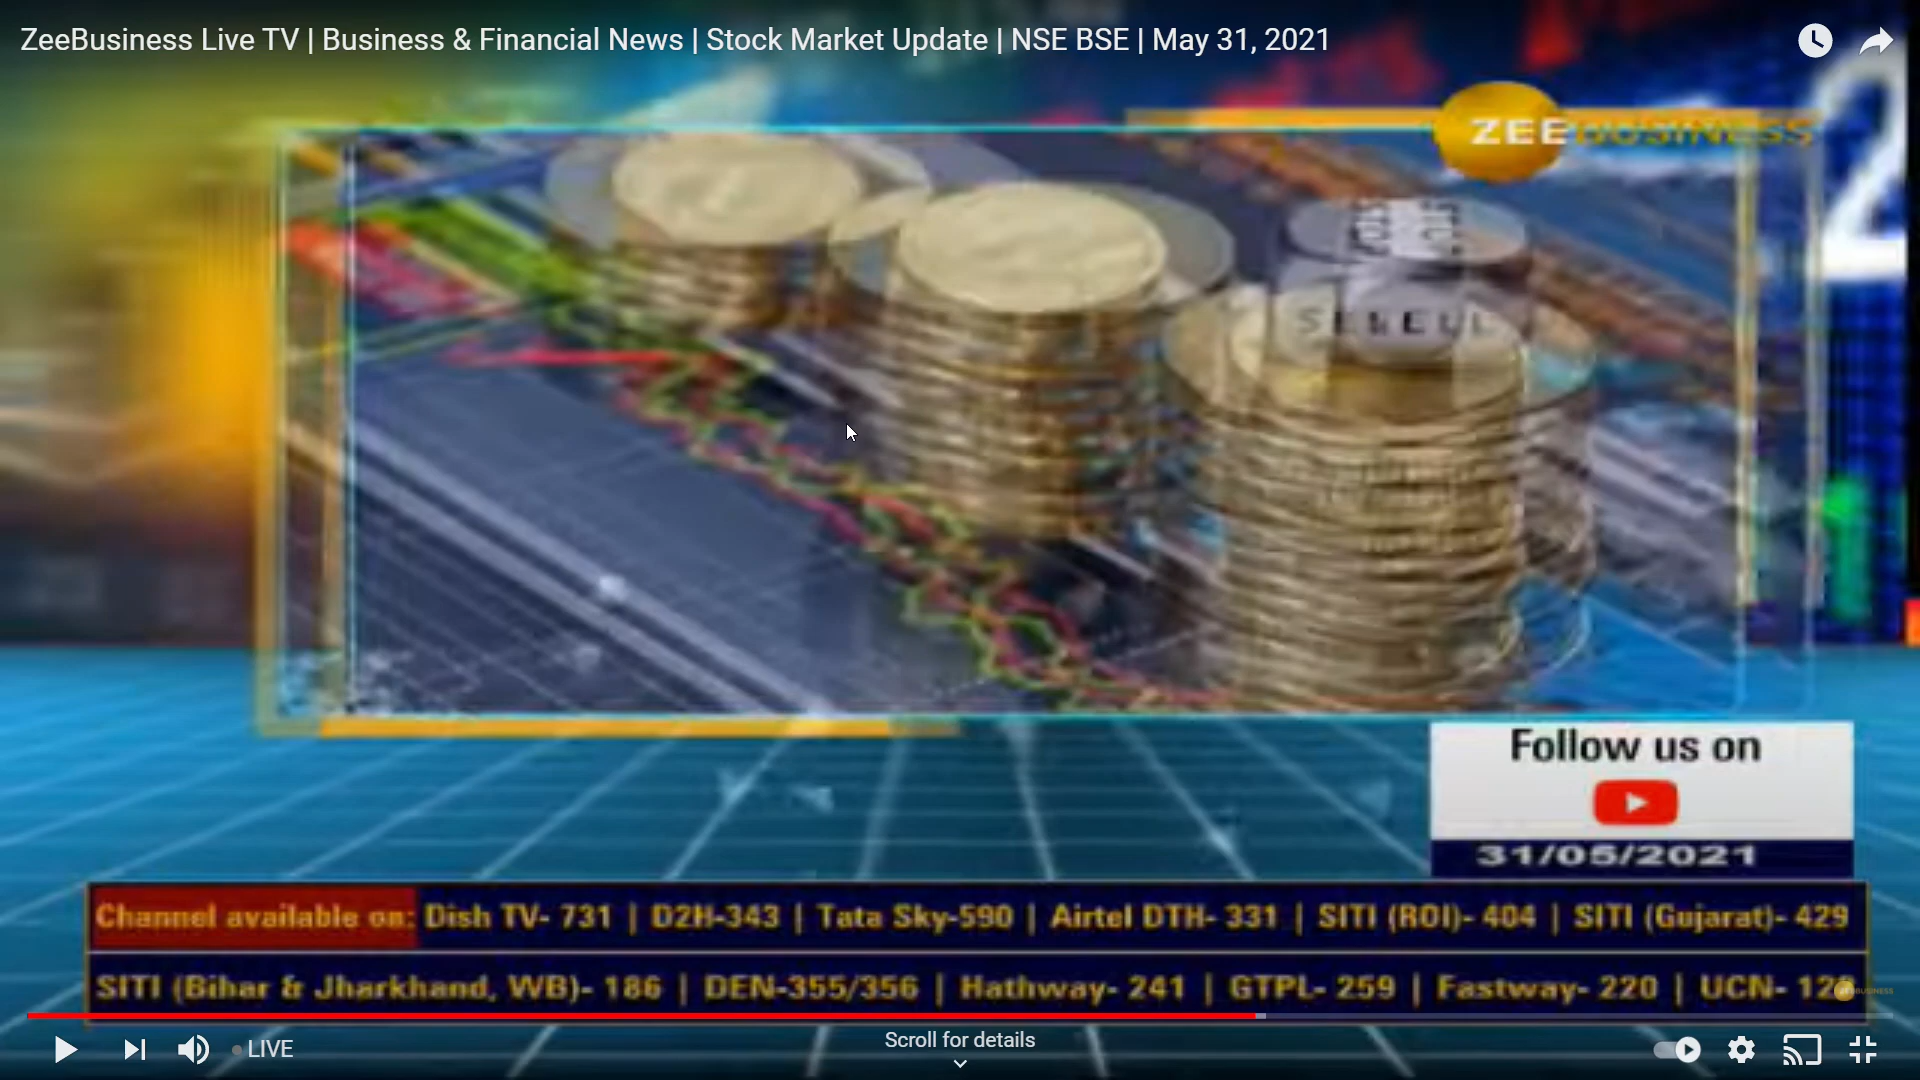 ZeeBusiness Live TV | Business & Financial News | Stock Market Update | NSE BSE | May 31, 2021
ZEEBUSINESS
Follow us on
31/05/2021
Channel available on: Dish TV- 731 | D2H-343 | Tata Sky-590 | Airtel DTH- 331 | SITI (ROI)- 404 | SITI (Gujarat)- 429
SITI (Bihar & Jharkhand, WB)- 186 | DEN-355/356 | Hathway- 241 | GTPL- 259 | Fastway- 220 | UCN-
LIVE
Scroll for details